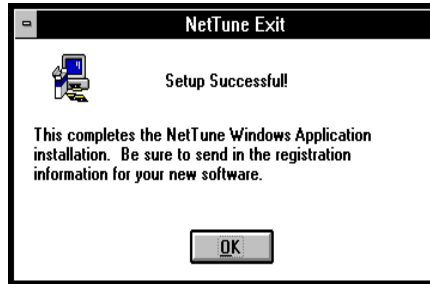 NetTune Exit
Setup Successful!
This completes the NetTune Windows Application
installation.  Be sure to send in the registration
information for your new software.
OK